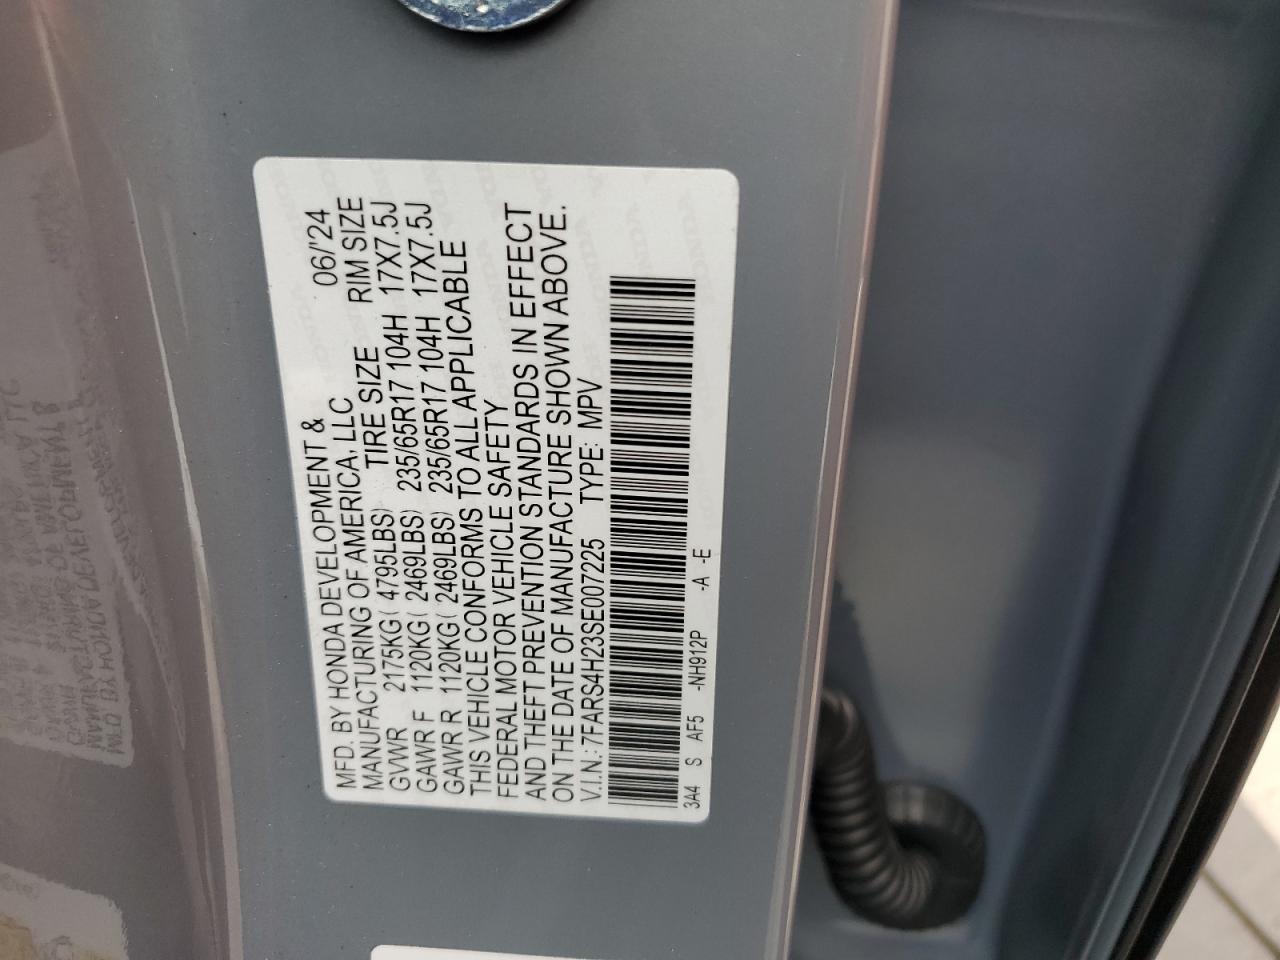 MFD. BY HONDA DEVELOPMENT & 06/'24
MANUFACTURING OF AMERICA, LLC RIM SIZE
GVWR 2175KG ( 4795LBS) TIRE SIZE
GAWR F 1120KG ( 2469LBS) 235/65R17 104H 17X7.5J
GAWR R 1120KG ( 2469LBS) 235/65R17 104H 17X7.5J
THIS VEHICLE CONFORMS TO ALL APPLICABLE
FEDERAL MOTOR VEHICLE SAFETY
AND THEFT PREVENTION STANDARDS IN EFFECT
ON THE DATE OF MANUFACTURE SHOWN ABOVE.
V.I.N.: 7FARS4H23SE007225 TYPE: MPV
3A4 S AF5 -NH912P -A -E